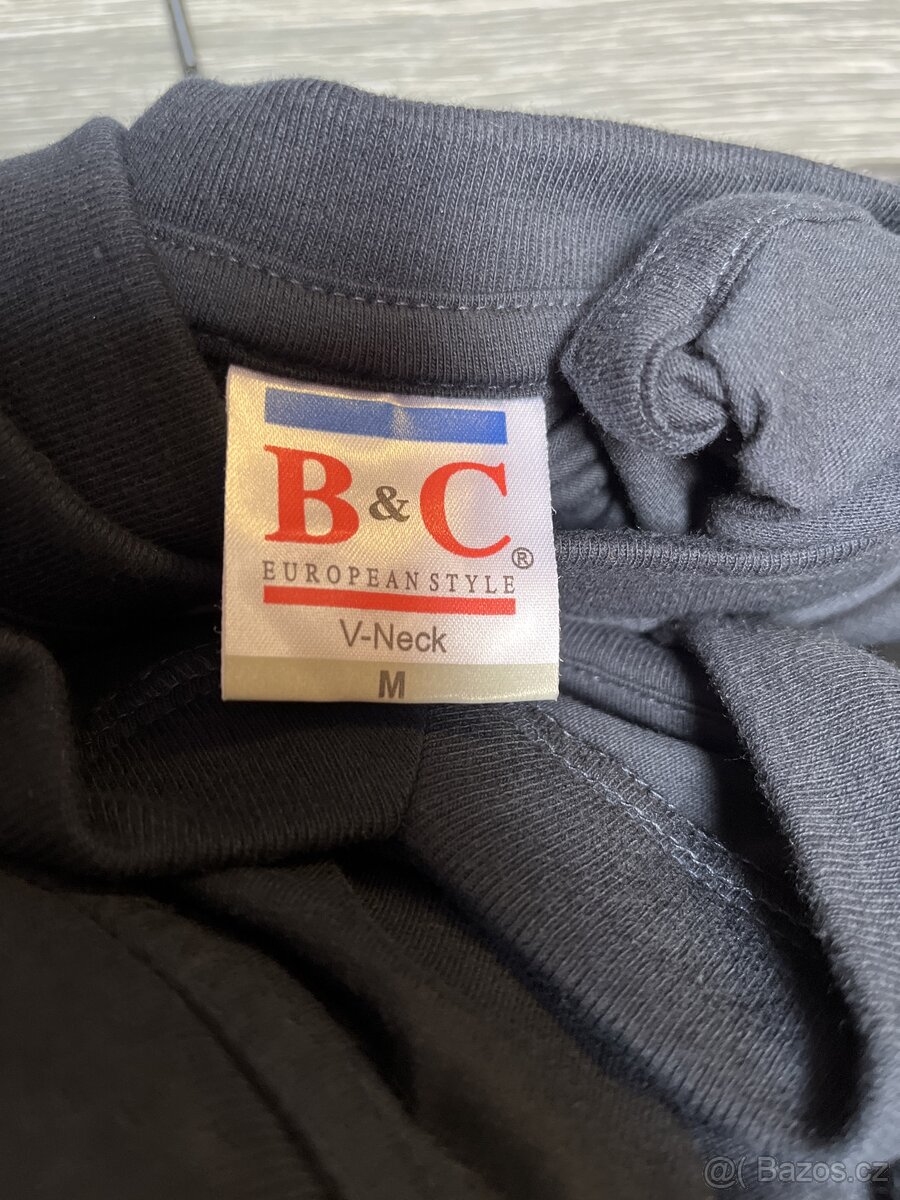 B&C®
EUROPEAN STYLE
V-Neck
M
@( Bazos.cz